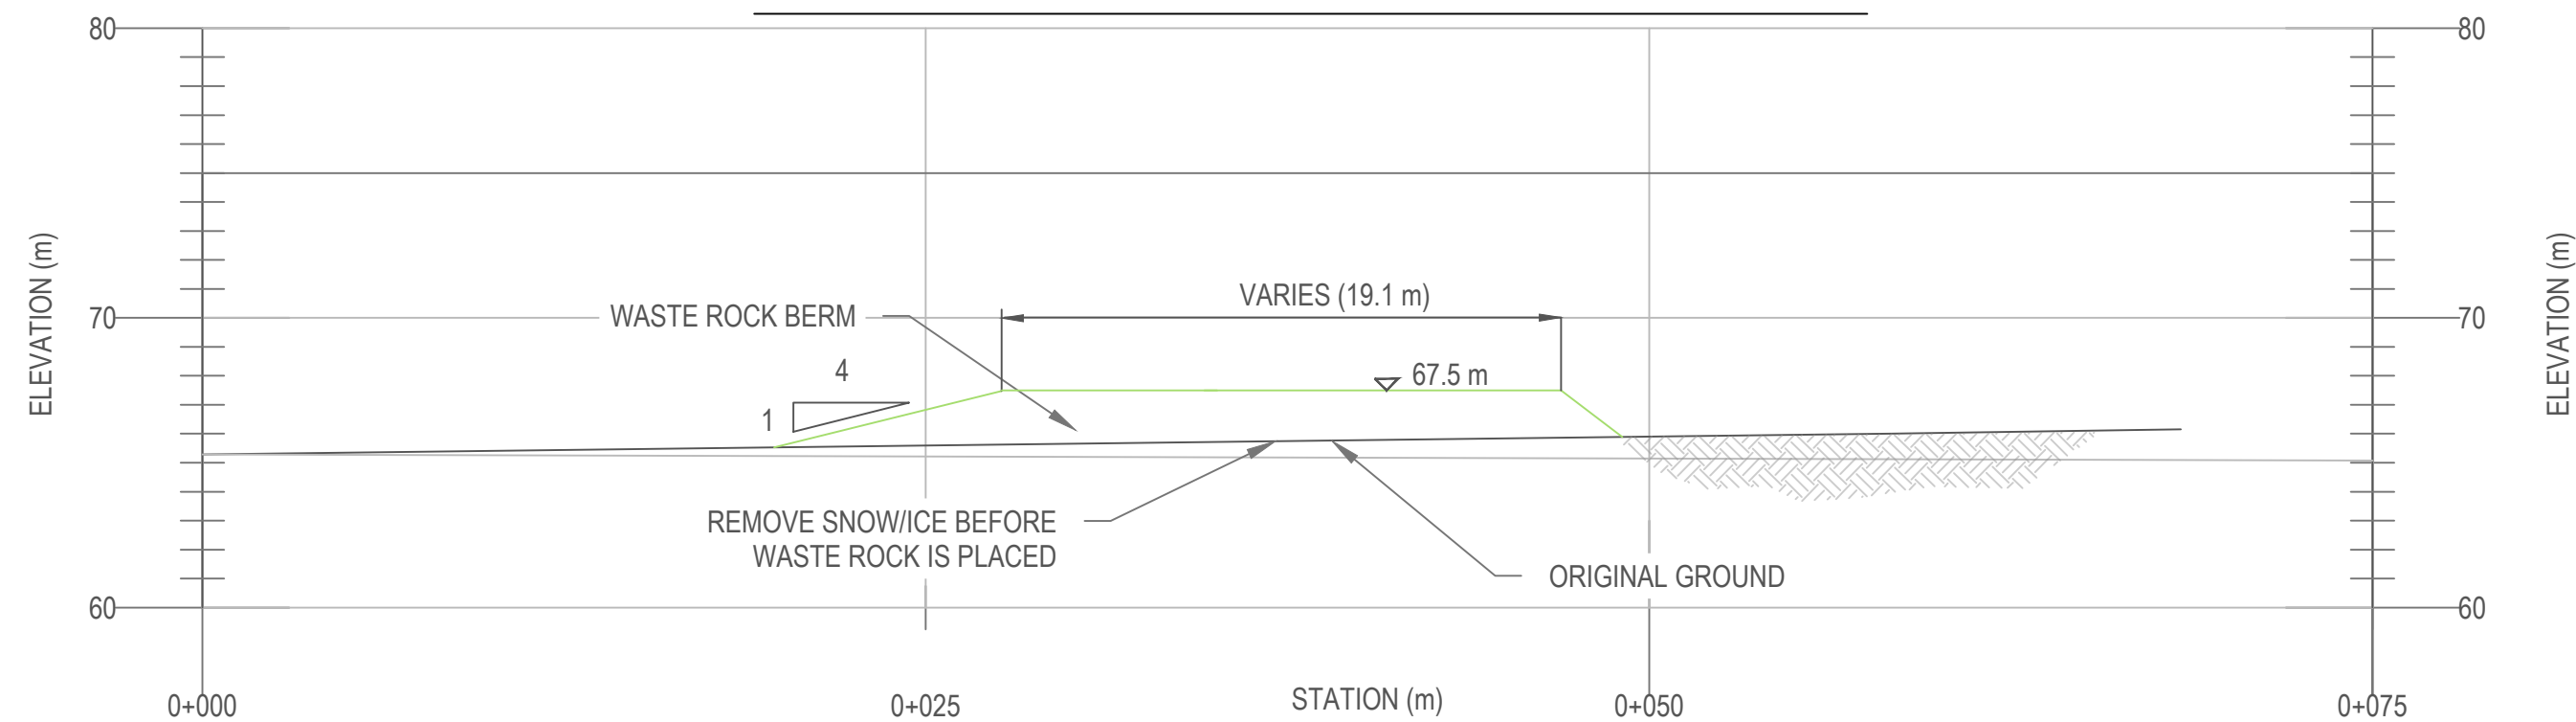 80
80
VARIES (19.1 m)
WASTE ROCK BERM
70
70
4
67.5 m
1
ELEVATION (m)
ELEVATION (m)
REMOVE SNOW/ICE BEFORE
WASTE ROCK IS PLACED
ORIGINAL GROUND
60
60
0+000
0+025
STATION (m)
0+050
0+075